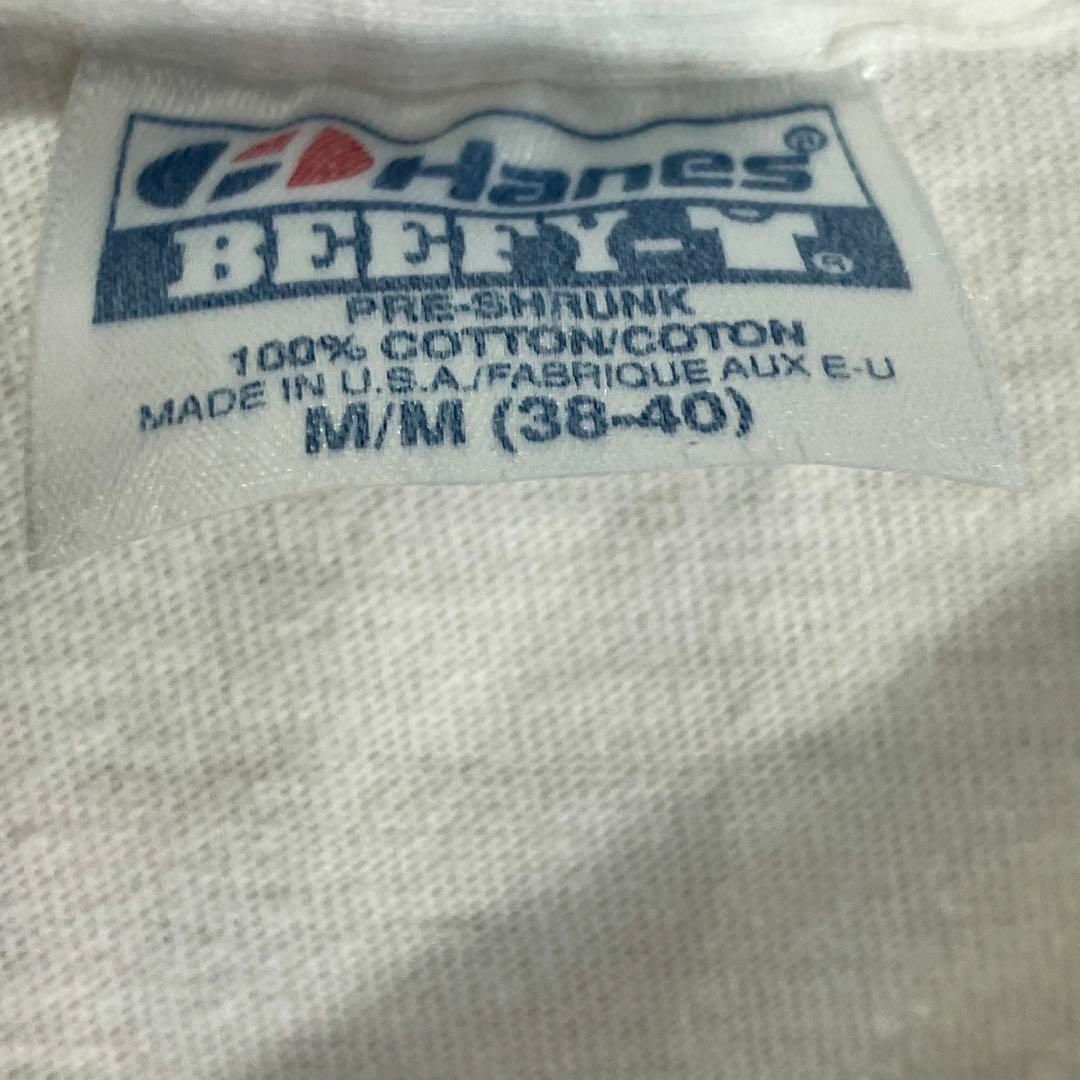 Hanes®
BEEFY-T®
PRE-SHRUNK
100% COTTON/COTON
MADE IN U.S.A./FABRIQUE AUX E-U
M/M (38-40)